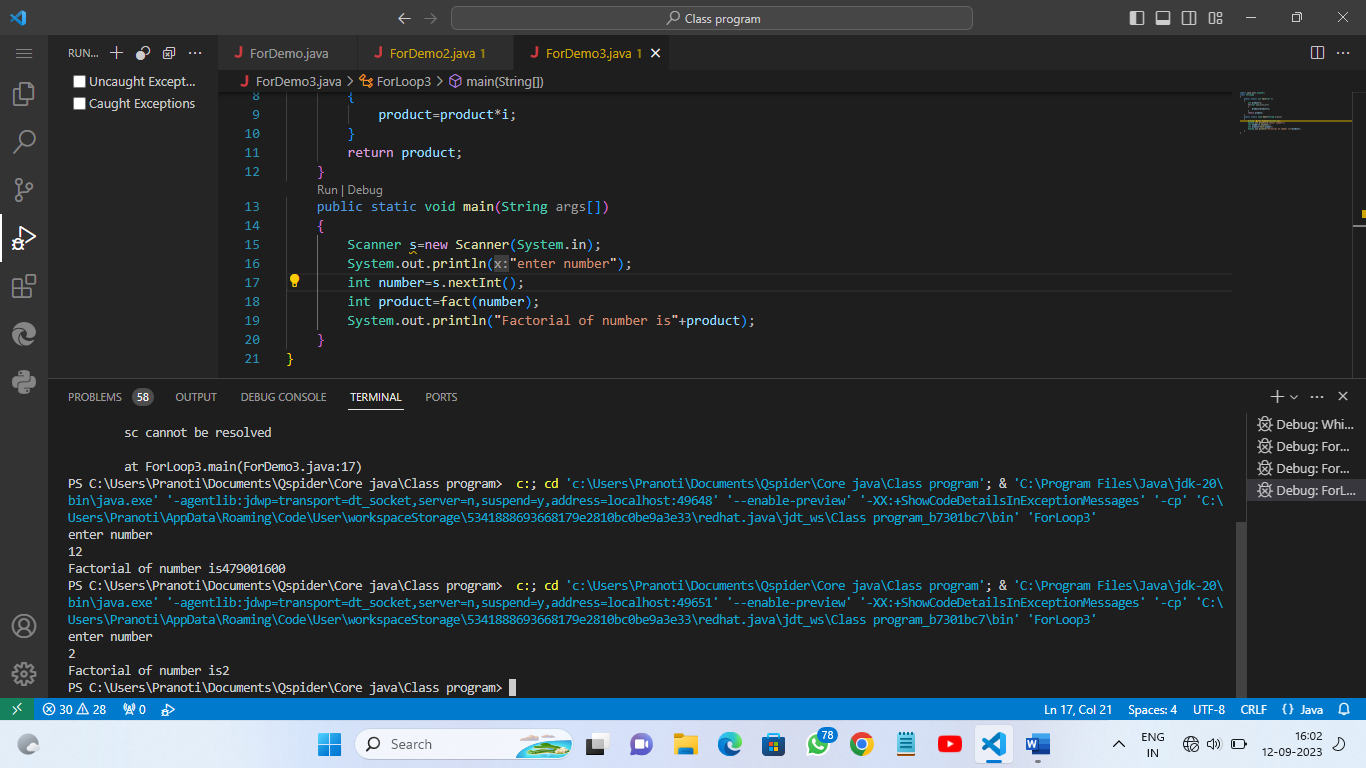 Class program
RUN...
ForDemo.java
ForDemo2.java 1
ForDemo3.java 1
Uncaught Except...
Caught Exceptions
ForDemo3.java > ForLoop3 > main(String[])
8 {
9 product=product*i;
10 }
11 return product;
12 }
Run | Debug
13 public static void main(String args[])
14 {
15 Scanner s=new Scanner(System.in);
16 System.out.println(x:"enter number");
17 int number=s.nextInt();
18 int product=fact(number);
19 System.out.println("Factorial of number is"+product);
20 }
21 }
PROBLEMS 58 OUTPUT DEBUG CONSOLE TERMINAL PORTS
sc cannot be resolved
at ForLoop3.main(ForDemo3.java:17)
PS C:\Users\Pranoti\Documents\Qspider\Core java\Class program>  c:; cd 'c:\Users\Pranoti\Documents\Qspider\Core java\Class program'; & 'C:\Program Files\Java\jdk-20\
bin\java.exe' '-agentlib:jdwp=transport=dt_socket,server=n,suspend=y,address=localhost:49648' '--enable-preview' '-XX:+ShowCodeDetailsInExceptionMessages' '-cp' 'C:\
Users\Pranoti\AppData\Roaming\Code\User\workspaceStorage\5341888693668179e2810bc0be9a3e33\redhat.java\jdt_ws\Class program_b7301bc7\bin' 'ForLoop3'
enter number
12
Factorial of number is479001600
PS C:\Users\Pranoti\Documents\Qspider\Core java\Class program>  c:; cd 'c:\Users\Pranoti\Documents\Qspider\Core java\Class program'; & 'C:\Program Files\Java\jdk-20\
bin\java.exe' '-agentlib:jdwp=transport=dt_socket,server=n,suspend=y,address=localhost:49651' '--enable-preview' '-XX:+ShowCodeDetailsInExceptionMessages' '-cp' 'C:\
Users\Pranoti\AppData\Roaming\Code\User\workspaceStorage\5341888693668179e2810bc0be9a3e33\redhat.java\jdt_ws\Class program_b7301bc7\bin' 'ForLoop3'
enter number
2
Factorial of number is2
PS C:\Users\Pranoti\Documents\Qspider\Core java\Class program>
Debug: Whi...
Debug: For...
Debug: For...
Debug: ForL...
30 28 0
Ln 17, Col 21 Spaces: 4 UTF-8 CRLF {} Java
Search
78
ENG
IN
16:02
12-09-2023